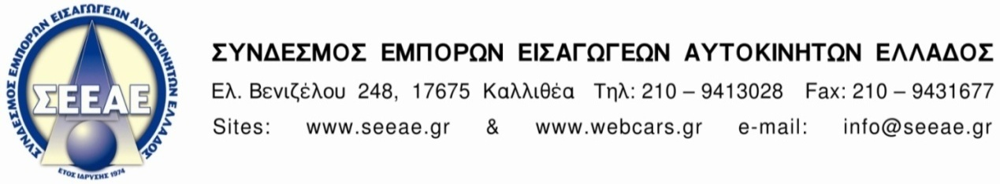 ΣΥΝΔΕΣΜΟΣ ΕΜΠΟΡΩΝ ΕΙΣΑΓΩΓΕΩΝ ΑΥΤΟΚΙΝΗΤΩΝ ΕΛΛΑΔΟΣ
ΣΕΕΑΕ
ΕΤΟΣ ΙΔΡΥΣΗΣ 1974
ΣΥΝΔΕΣΜΟΣ ΕΜΠΟΡΩΝ ΕΙΣΑΓΩΓΕΩΝ ΑΥΤΟΚΙΝΗΤΩΝ ΕΛΛΑΔΟΣ
Ελ. Βενιζέλου 248, 17675 Καλλιθέα Τηλ: 210 – 9413028 Fax: 210 – 9431677
Sites: www.seeae.gr & www.webcars.gr e-mail: info@seeae.gr